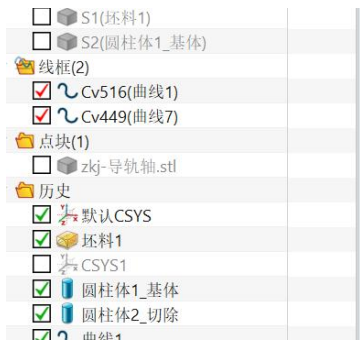 S1(坯料1)
S2(圆柱体1_基体)
线框(2)
Cv516(曲线1)
Cv449(曲线7)
点块(1)
zkj-导轨轴.stl
历史
默认CSYS
坯料1
CSYS1
圆柱体1_基体
圆柱体2_切除
曲线1